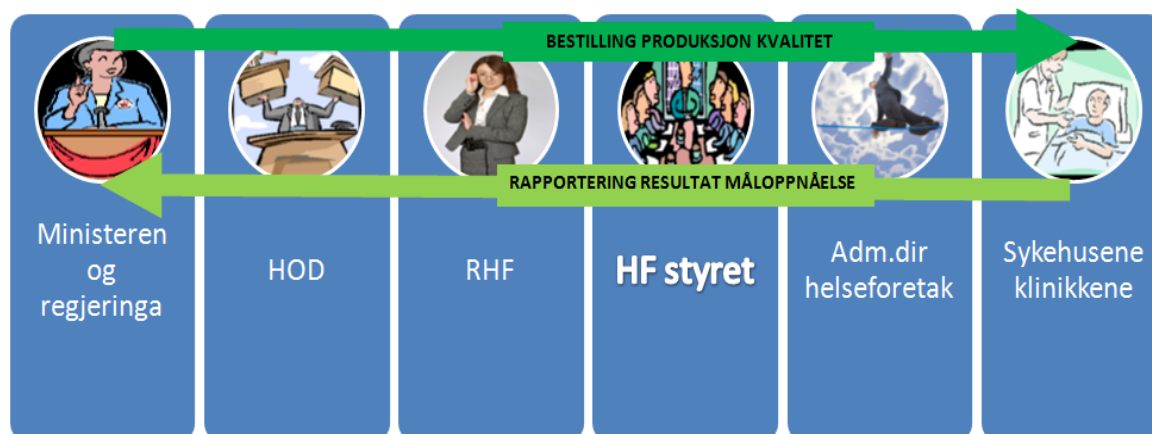 BESTILLING PRODUKSJON KVALITET
RAPPORTERING RESULTAT MÅLOPPNÅELSE
Ministeren
og
regjeringa
HOD
RHF
HF styret
Adm.dir
helseforetak
Sykehusene
klinikkene